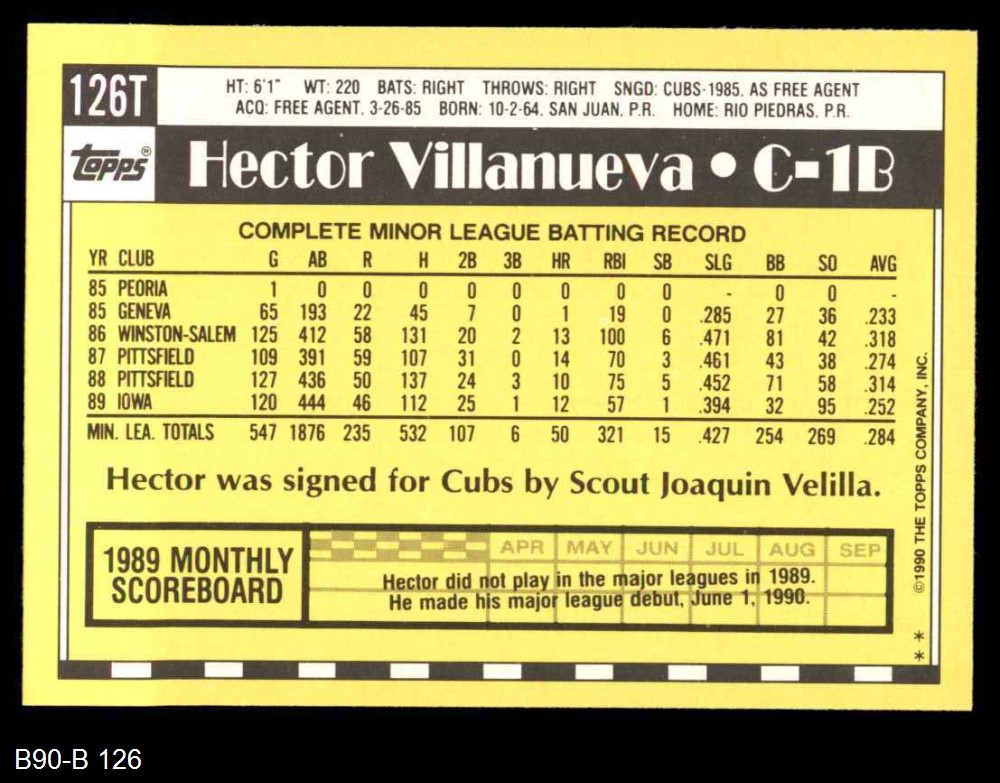 126T
HT: 6'1" WT: 220 BATS: RIGHT THROWS: RIGHT SNGD: CUBS-1985, AS FREE AGENT
ACQ: FREE AGENT, 3-26-85 BORN: 10-2-64, SAN JUAN, P.R. HOME: RIO PIEDRAS, P.R.
TOPPS®
Hector Villanueva • C-1B
COMPLETE MINOR LEAGUE BATTING RECORD
YR CLUB G AB R H 2B 3B HR RBI SB SLG BB SO AVG
85 PEORIA 1 0 0 0 0 0 0 0 0 - 0 0 -
85 GENEVA 65 193 22 45 7 0 1 19 0 .285 27 36 .233
86 WINSTON-SALEM 125 412 58 131 20 2 13 100 6 .471 81 42 .318
87 PITTSFIELD 109 391 59 107 31 0 14 70 3 .461 43 38 .274
88 PITTSFIELD 127 436 50 137 24 3 10 75 5 .452 71 58 .314
89 IOWA 120 444 46 112 25 1 12 57 1 .394 32 95 .252
MIN. LEA. TOTALS 547 1876 235 532 107 6 50 321 15 .427 254 269 .284
Hector was signed for Cubs by Scout Joaquin Velilla.
1989 MONTHLY
SCOREBOARD
APR MAY JUN JUL AUG SEP
Hector did not play in the major leagues in 1989.
He made his major league debut, June 1, 1990.
©1990 THE TOPPS COMPANY, INC.
* *
B90-B 126